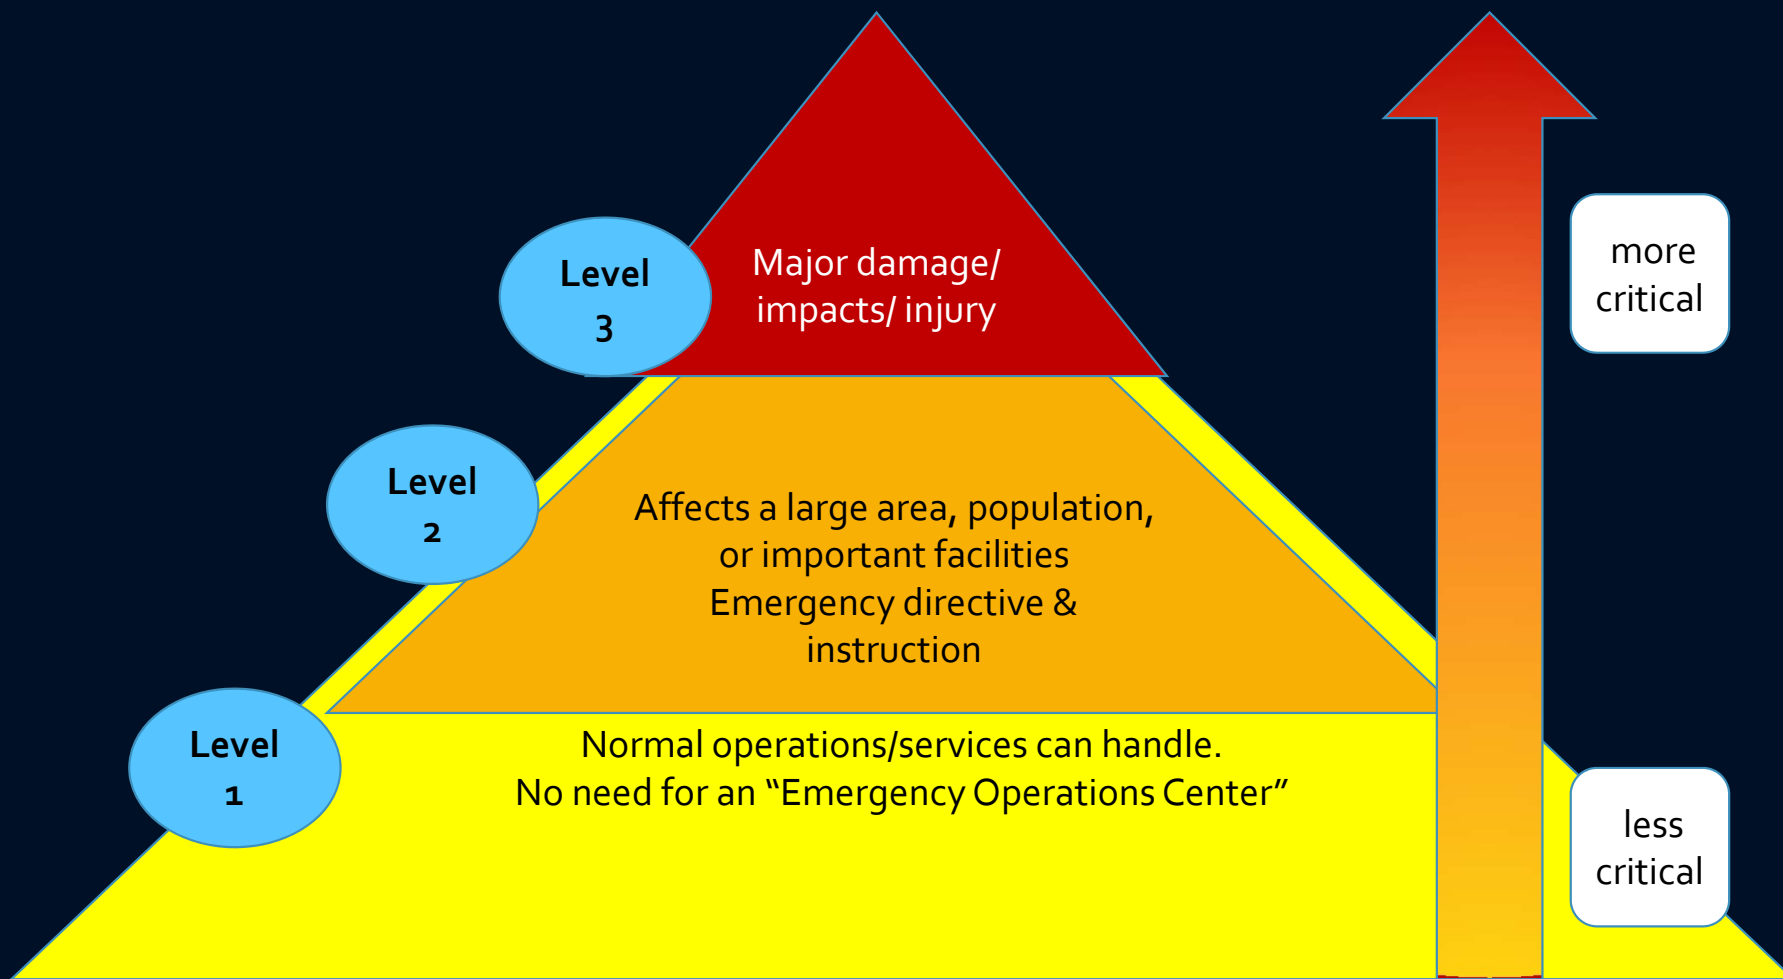 Level
3
Major damage/
impacts/ injury
more
critical
Level
2
Affects a large area, population,
or important facilities
Emergency directive &
instruction
Level
1
Normal operations/services can handle.
No need for an “Emergency Operations Center”
less
critical